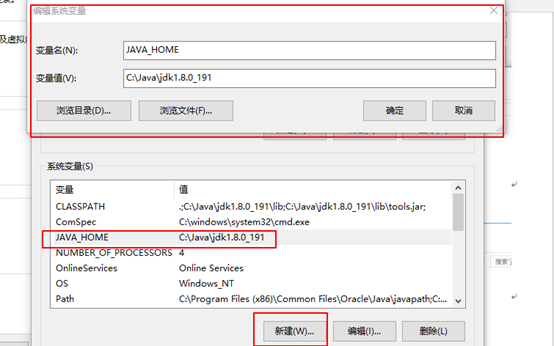 编辑系统变量
及虚拟
变量名(N):
JAVA_HOME
变量值(V):
C:\Java\jdk1.8.0_191
浏览目录(D)...
浏览文件(F)...
确定
取消
系统变量(S)
变量 值
CLASSPATH .;C:\Java\jdk1.8.0_191\lib;C:\Java\jdk1.8.0_191\lib\tools.jar;
ComSpec C:\windows\system32\cmd.exe
JAVA_HOME C:\Java\jdk1.8.0_191
NUMBER_OF_PROCESSORS 4
OnlineServices Online Services
OS Windows_NT
Path C:\Program Files (x86)\Common Files\Oracle\Java\javapath;C:...
搜索
新建(W)...
编辑(I)...
删除(L)